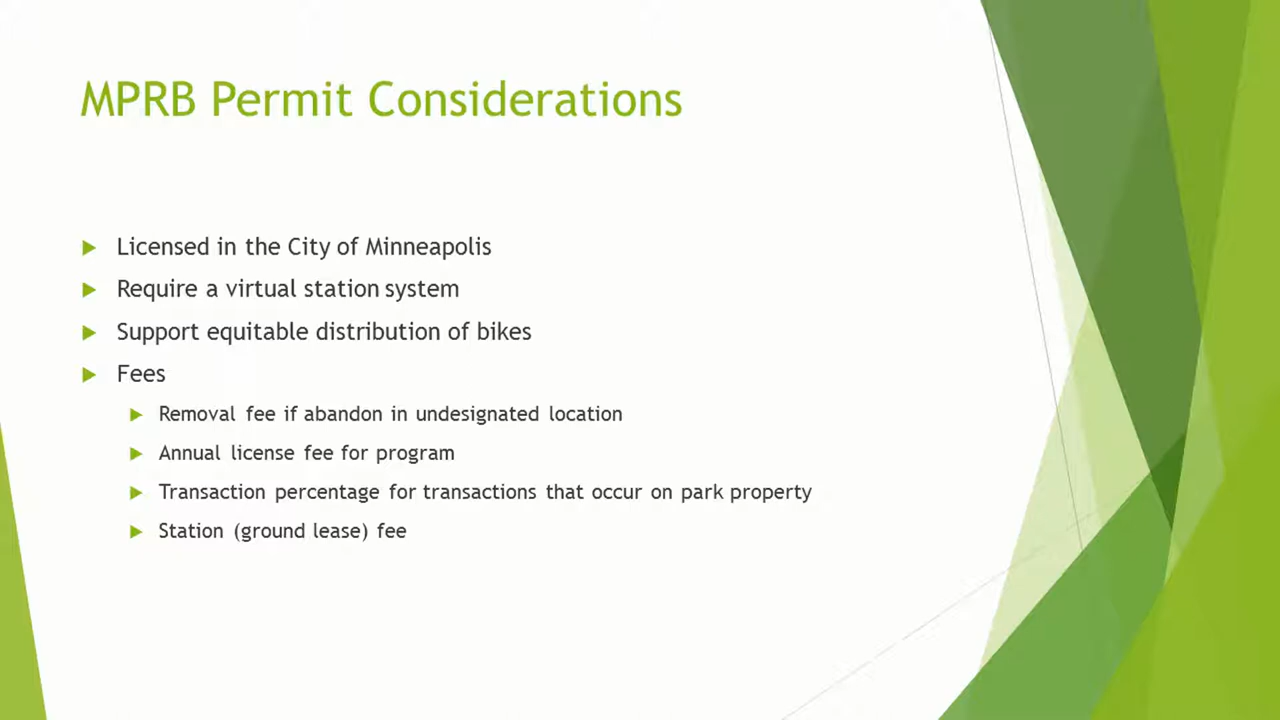 MPRB Permit Considerations
Licensed in the City of Minneapolis
Require a virtual station system
Support equitable distribution of bikes
Fees
Removal fee if abandon in undesignated location
Annual license fee for program
Transaction percentage for transactions that occur on park property
Station (ground lease) fee